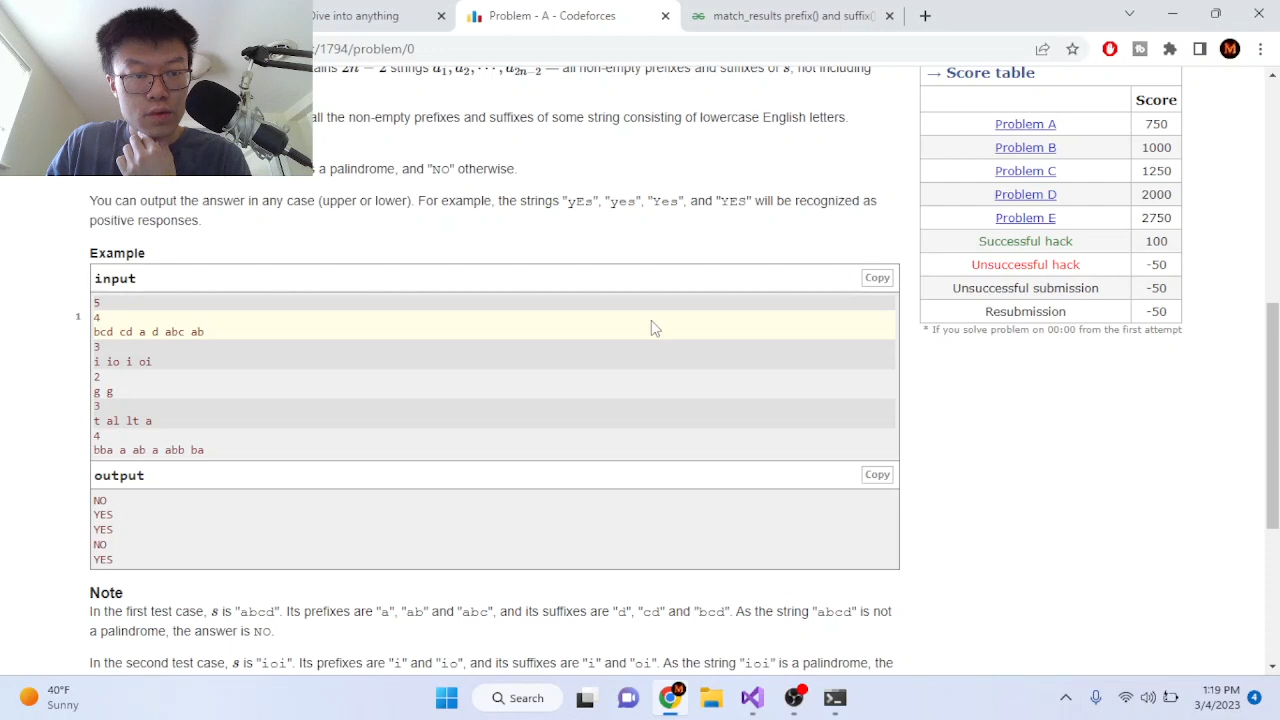 Dive into anything
Problem - A - Codeforces
match_results prefix() and suffix()
/1794/problem/0
ains 2n − 2 strings a1, a2, ⋯, a2n−2 — all non-empty prefixes and suffixes of s, not including
→ Score table
Score
all the non-empty prefixes and suffixes of some string consisting of lowercase English letters.
Problem A 750
Problem B 1000
Problem C 1250
Problem D 2000
Problem E 2750
Successful hack 100
Unsuccessful hack -50
Unsuccessful submission -50
Resubmission -50
* If you solve problem on 00:00 from the first attempt
a palindrome, and "NO" otherwise.
You can output the answer in any case (upper or lower). For example, the strings "yEs", "yes", "Yes", and "YES" will be recognized as
positive responses.
Example
input
Copy
5
1
4
bcd cd a d abc ab
3
i io i oi
2
g g
3
t al lt a
4
bba a ab a abb ba
output
Copy
NO
YES
YES
NO
YES
Note
In the first test case, s is "abcd". Its prefixes are "a", "ab" and "abc", and its suffixes are "d", "cd" and "bcd". As the string "abcd" is not
a palindrome, the answer is NO.
In the second test case, s is "ioi". Its prefixes are "i" and "io", and its suffixes are "i" and "oi". As the string "ioi" is a palindrome, the
40°F
Sunny
Search
1:19 PM
3/4/2023
4